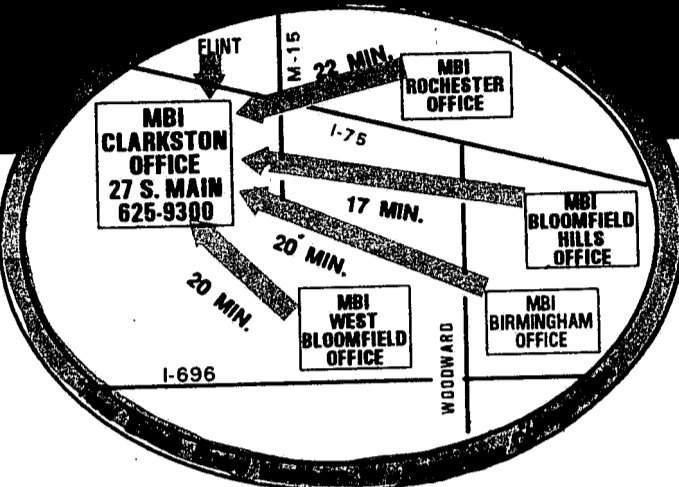 FLINT
M-15
22 MIN.
MBI
ROCHESTER
OFFICE
MBI
CLARKSTON
OFFICE
27 S. MAIN
625-9300
I-75
17 MIN.
MBI
BLOOMFIELD
HILLS
OFFICE
20 MIN.
20 MIN.
MBI
WEST
BLOOMFIELD
OFFICE
MBI
BIRMINGHAM
OFFICE
WOODWARD
I-696